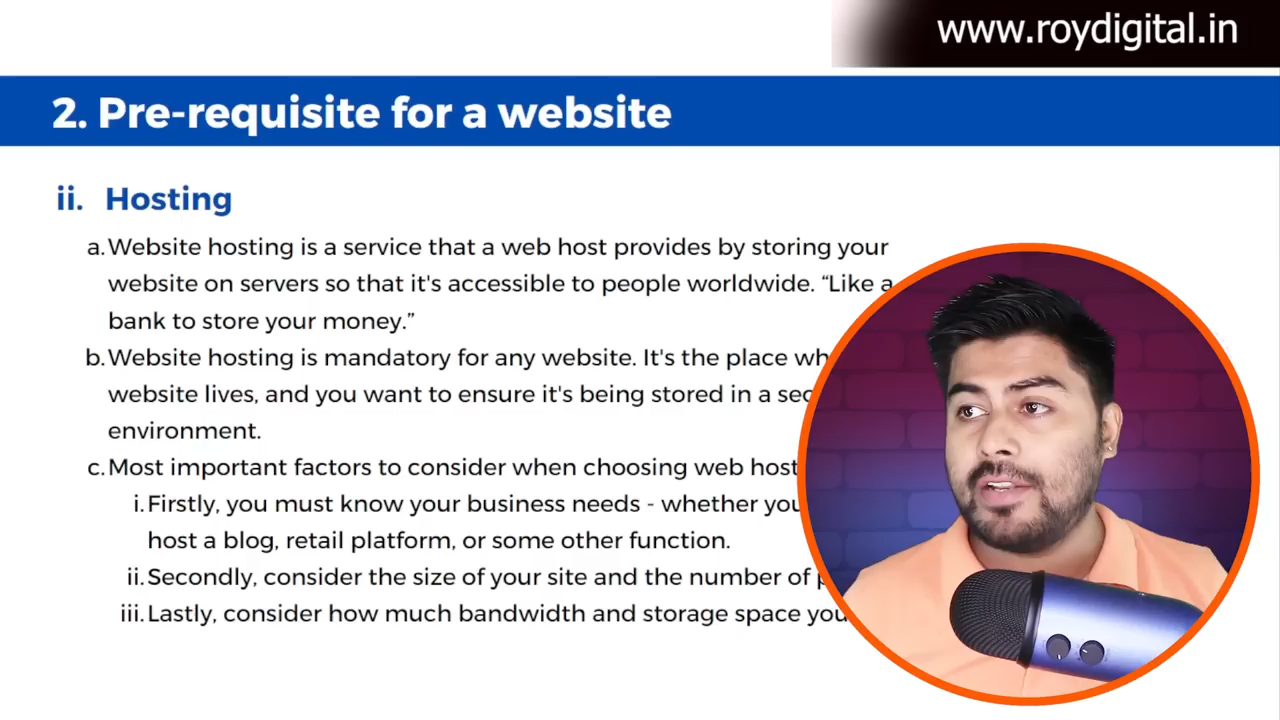 www.roydigital.in
2. Pre-requisite for a website
ii. Hosting
a. Website hosting is a service that a web host provides by storing your
website on servers so that it's accessible to people worldwide. “Like a
bank to store your money.”
b. Website hosting is mandatory for any website. It's the place
website lives, and you want to ensure it's being stored in a
environment.
c. Most important factors to consider when choosing web
i. Firstly, you must know your business needs - whether
host a blog, retail platform, or some other function.
ii. Secondly, consider the size of your site and the number of
iii. Lastly, consider how much bandwidth and storage space